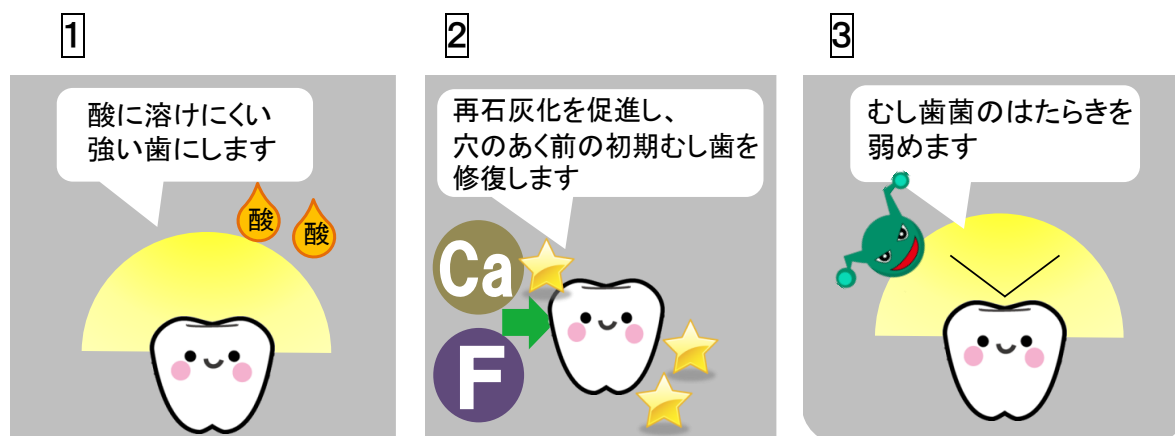 1
酸に溶けにくい
強い歯にします
酸
酸
2
再石灰化を促進し、
穴のあく前の初期むし歯を
修復します
Ca
F
3
むし歯菌のはたらきを
弱めます